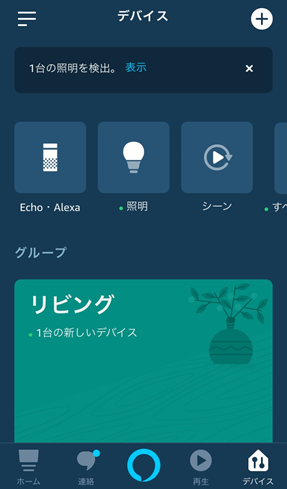 デバイス
1台の照明を検出。 表示
Echo・Alexa
照明
シーン
すべ
グループ
リビング
1台の新しいデバイス
ホーム
連絡
再生
デバイス